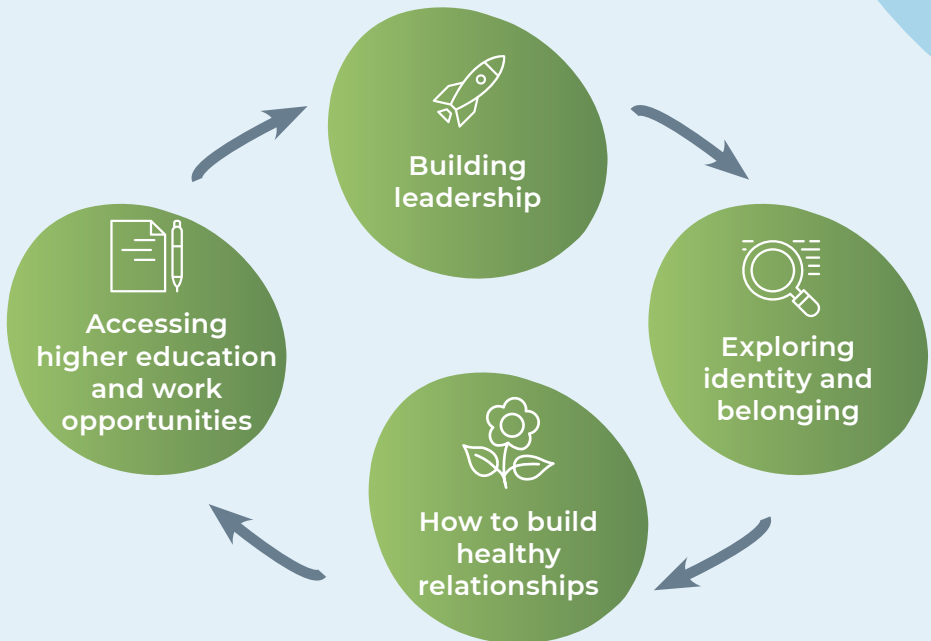 Building
leadership
Exploring
identity and
belonging
How to build
healthy
relationships
Accessing
higher education
and work
opportunities